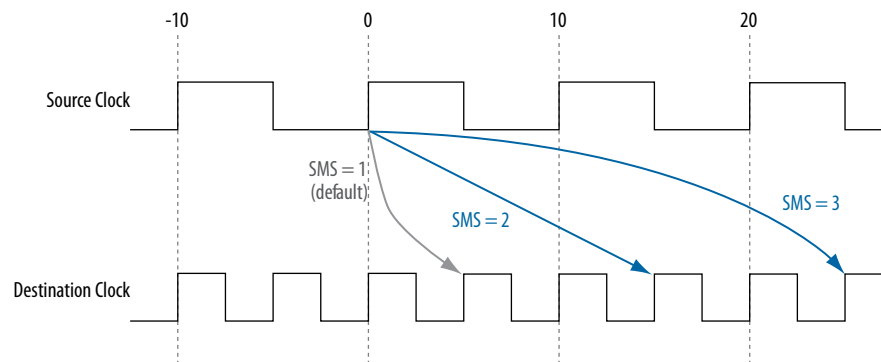 -10 0 10 20
Source Clock
SMS = 1
(default)
SMS = 2
SMS = 3
Destination Clock